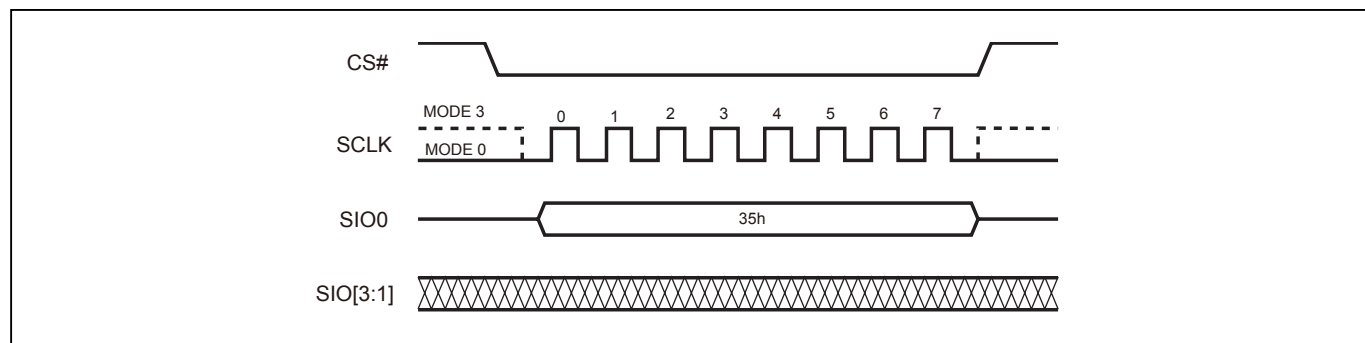 CS#
MODE 3
0 1 2 3 4 5 6 7
SCLK
MODE 0
SIO0
35h
SIO[3:1]